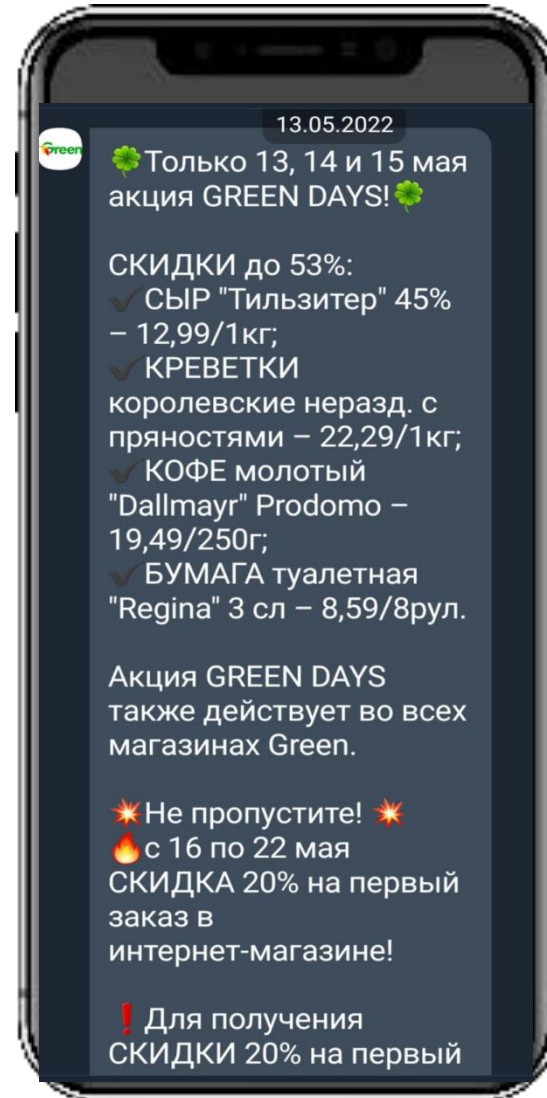 13.05.2022
Green
🍀Только 13, 14 и 15 мая
акция GREEN DAYS!🍀
СКИДКИ до 53%:
✔СЫР "Тильзитер" 45%
– 12,99/1кг;
✔КРЕВЕТКИ
королевские неразд. с
пряностями – 22,29/1кг;
✔КОФЕ молотый
"Dallmayr" Prodomo –
19,49/250г;
✔БУМАГА туалетная
"Regina" 3 сл – 8,59/8рул.
Акция GREEN DAYS
также действует во всех
магазинах Green.
💥Не пропустите! 💥
🔥с 16 по 22 мая
СКИДКА 20% на первый
заказ в
интернет-магазине!
❗Для получения
СКИДКИ 20% на первый